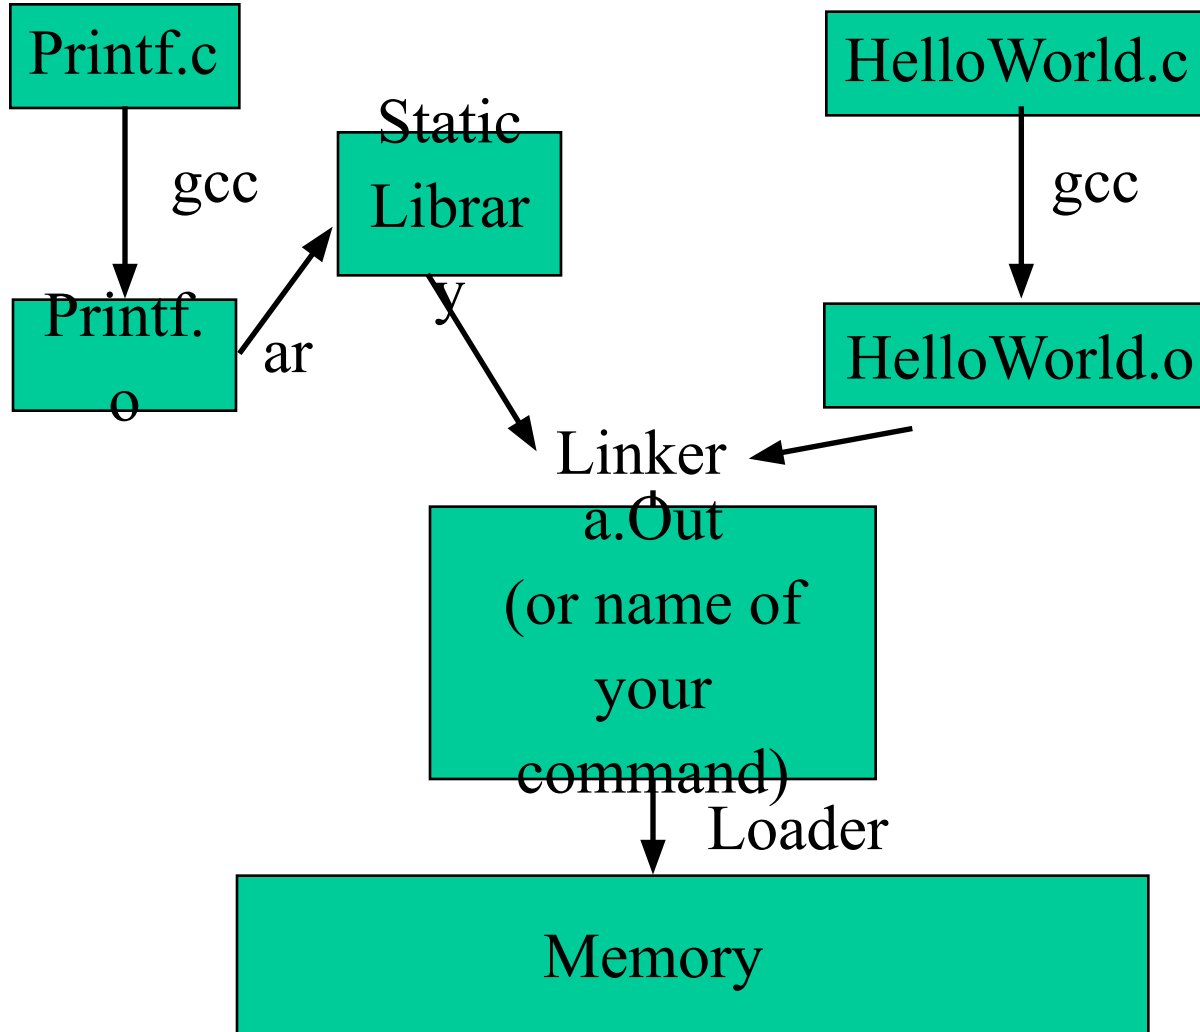 Printf.c
HelloWorld.c
Static
Librar
y
gcc
gcc
Printf.
o
ar
HelloWorld.o
Linker
a.Out
(or name of
your
command)
Loader
Memory